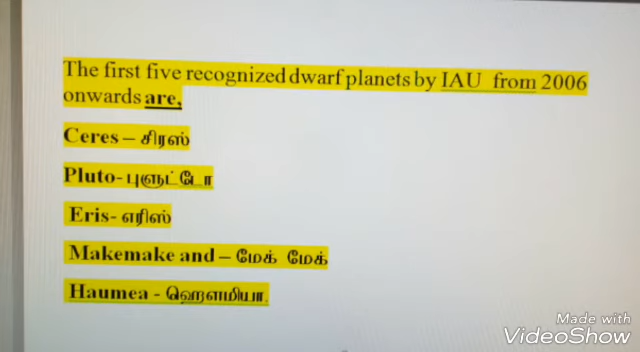 The first five recognized dwarf planets by IAU from 2006
onwards are,
Ceres – சிரஸ்
Pluto- புளுட்டோ
Eris- எரிஸ்
Makemake and – மேக் மேக்
Haumea - ஹௌமியா.
Made with
VideoShow